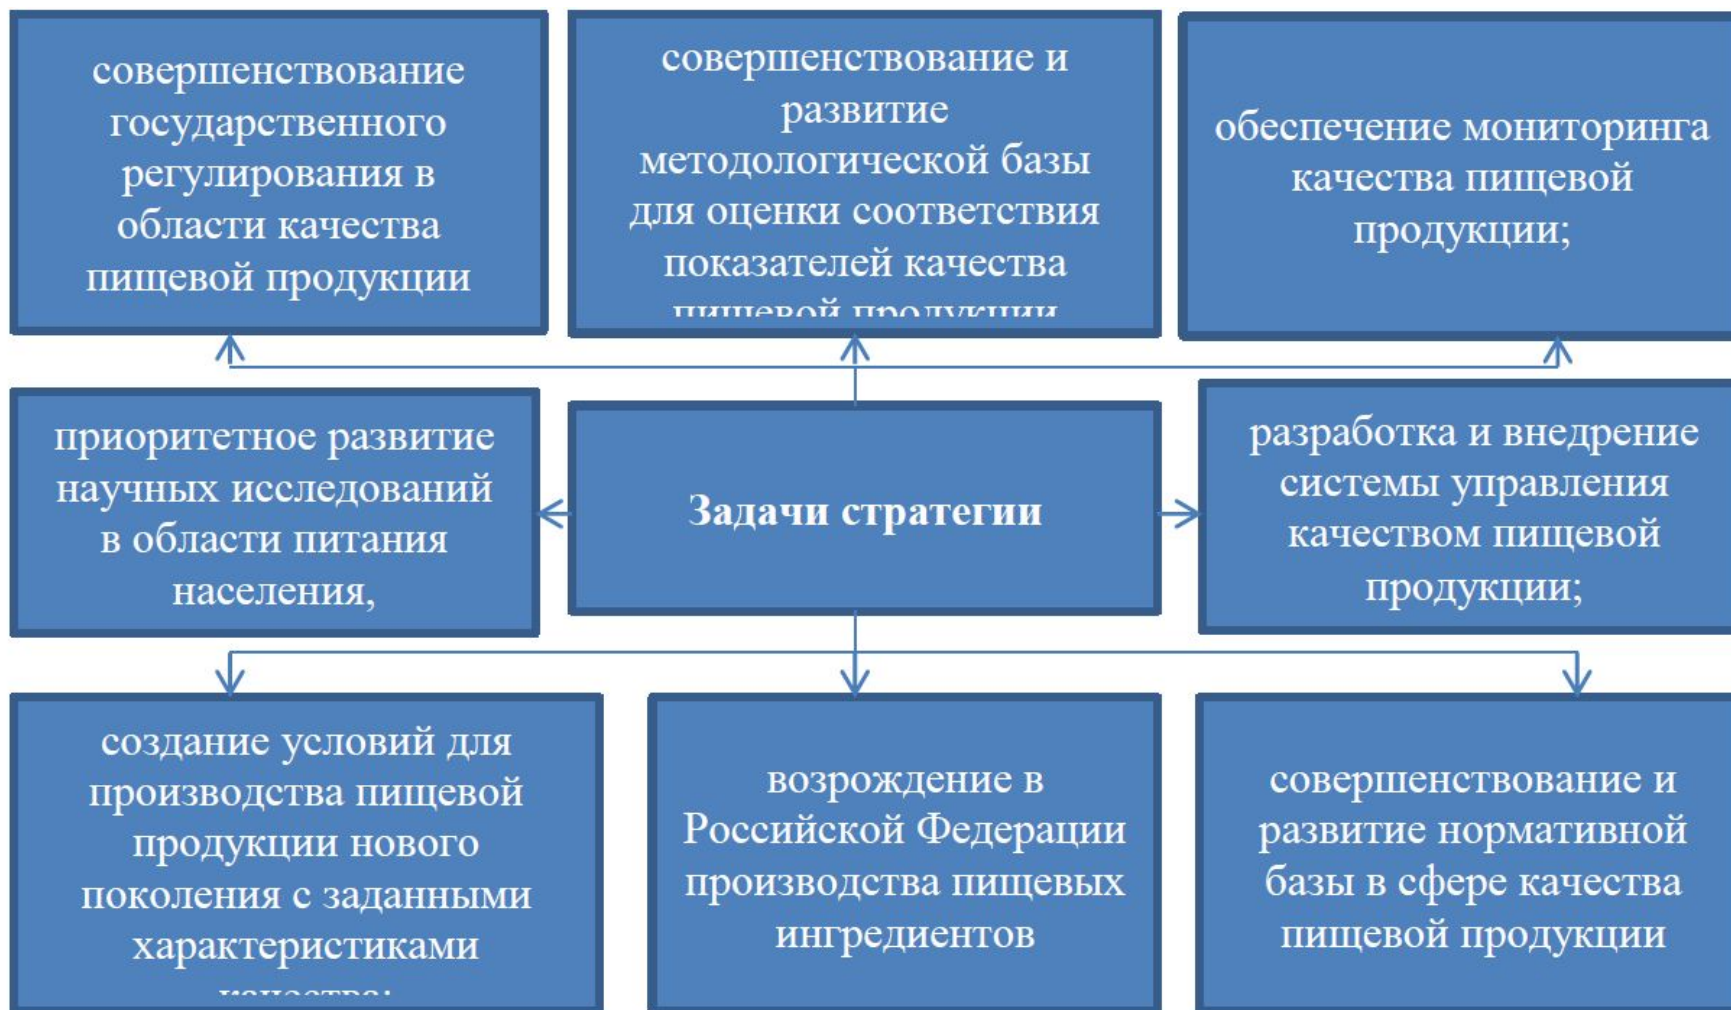 совершенствование
государственного
регулирования в
области качества
пищевой продукции
совершенствование и
развитие
методологической базы
для оценки соответствия
показателей качества
пищевой продукции
обеспечение мониторинга
качества пищевой
продукции;
приоритетное развитие
научных исследований
в области питания
населения,
Задачи стратегии
разработка и внедрение
системы управления
качеством пищевой
продукции;
создание условий для
производства пищевой
продукции нового
поколения с заданными
характеристиками
качества;
возрождение в
Российской Федерации
производства пищевых
ингредиентов
совершенствование и
развитие нормативной
базы в сфере качества
пищевой продукции